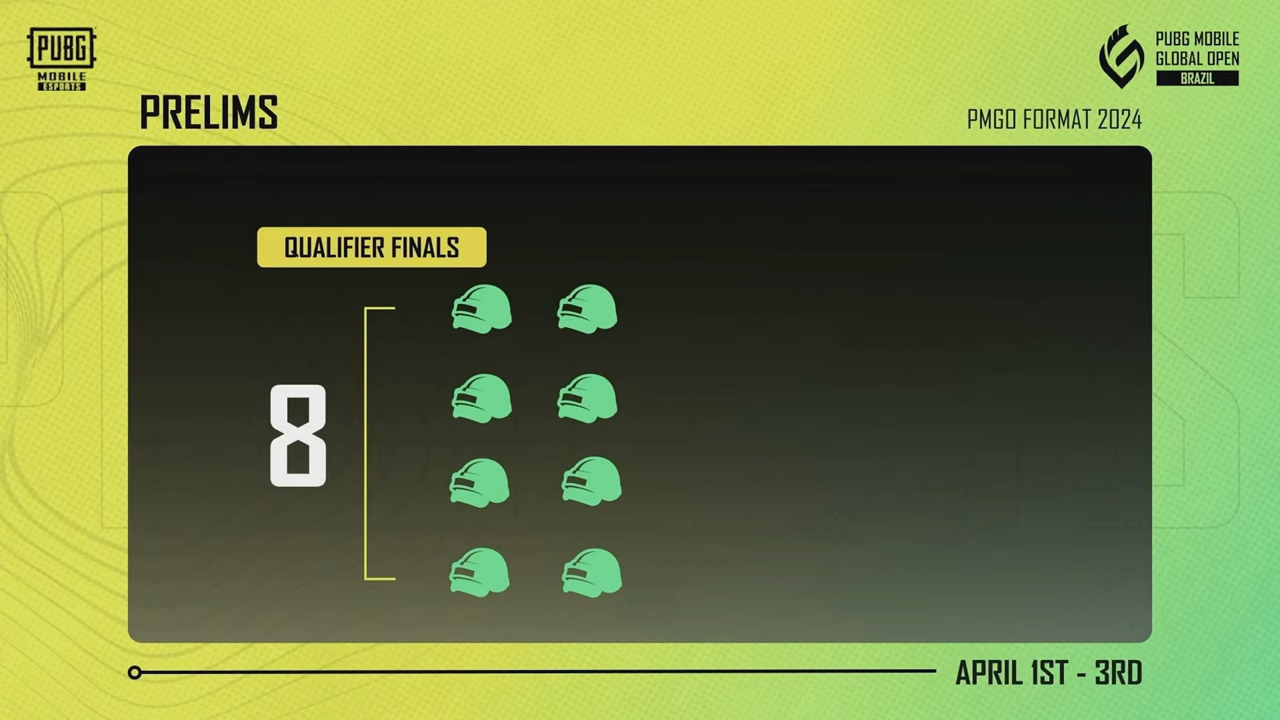 PUBG
MOBILE
ESPORTS
PUBG MOBILE
GLOBAL OPEN
BRAZIL
PRELIMS
PMGO FORMAT 2024
QUALIFIER FINALS
8
APRIL 1ST - 3RD